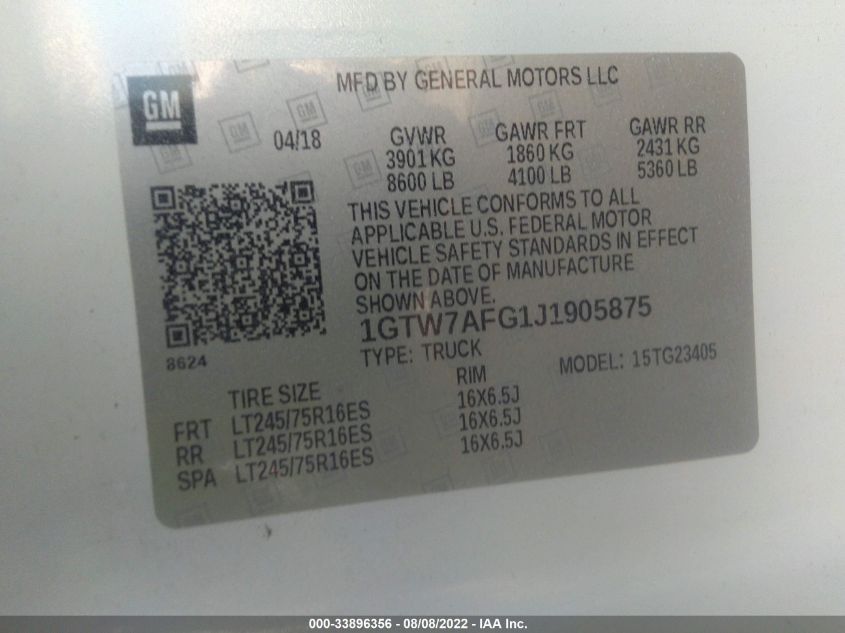 GM
MFD BY GENERAL MOTORS LLC
04/18
GVWR GAWR FRT GAWR RR
3901 KG 1860 KG 2431 KG
8600 LB 4100 LB 5360 LB
THIS VEHICLE CONFORMS TO ALL
APPLICABLE U.S. FEDERAL MOTOR
VEHICLE SAFETY STANDARDS IN EFFECT
ON THE DATE OF MANUFACTURE
SHOWN ABOVE.
1GTW7AFG1J1905875
TYPE: TRUCK
MODEL: 15TG23405
8624
TIRE SIZE RIM
FRT LT245/75R16ES 16X6.5J
RR LT245/75R16ES 16X6.5J
SPA LT245/75R16ES 16X6.5J
000-33896356 - 08/08/2022 - IAA Inc.